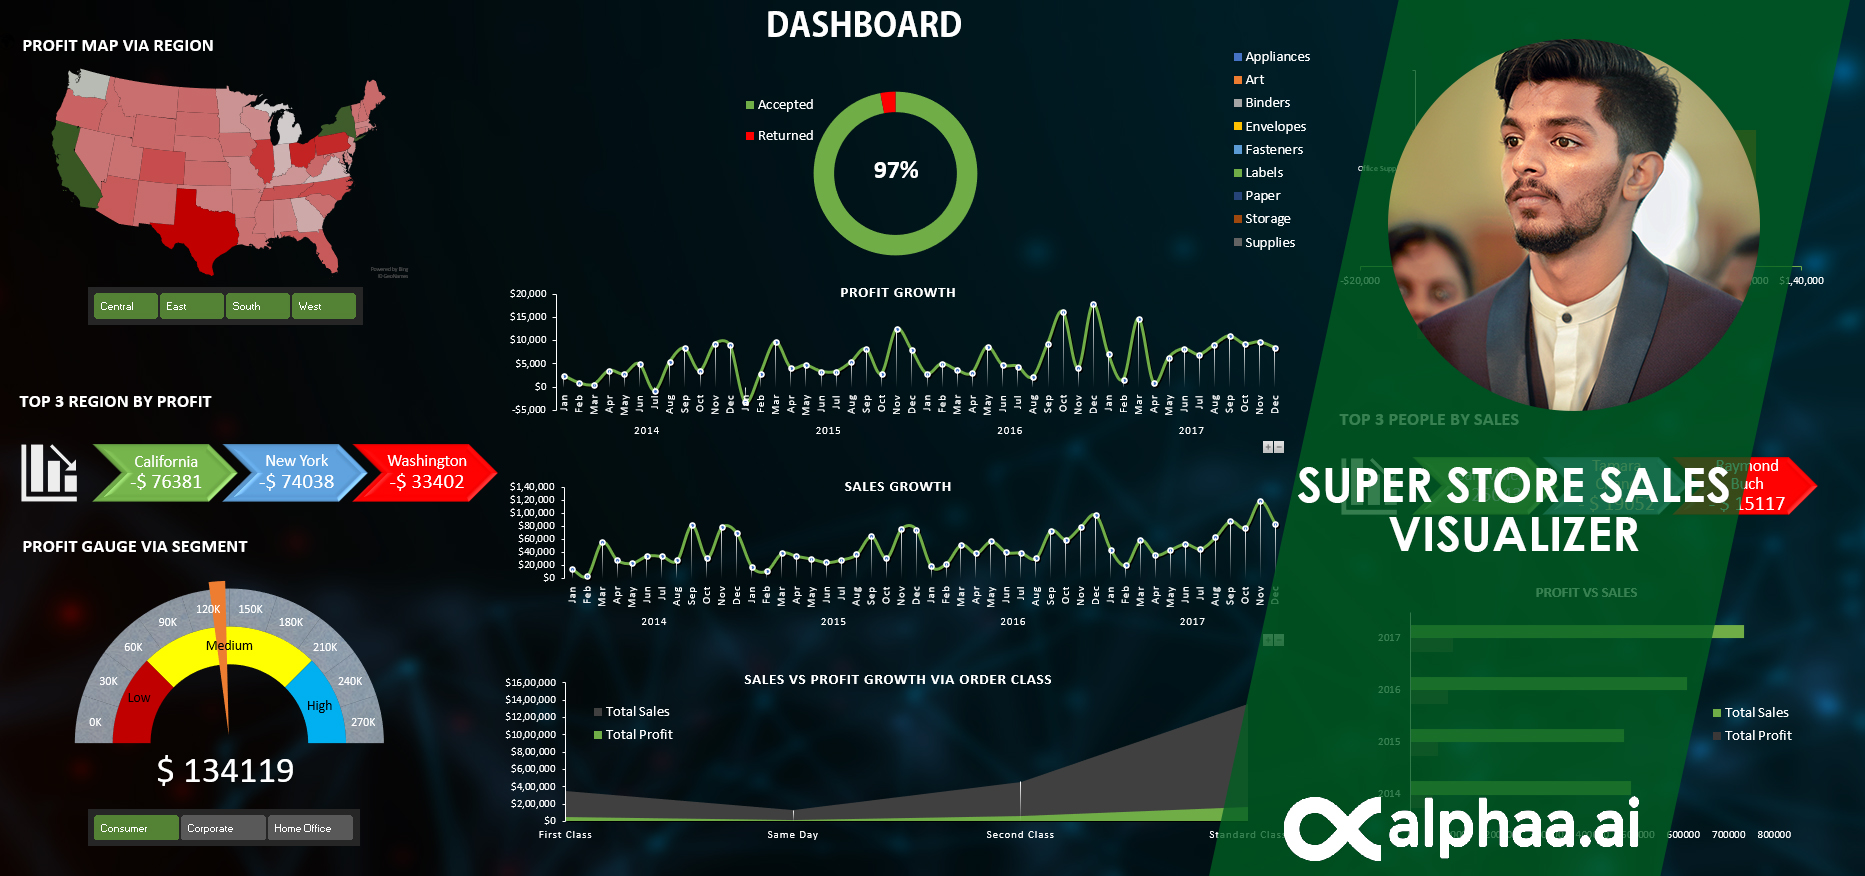 DASHBOARD
PROFIT MAP VIA REGION
Powered by Bing
© GeoNames
Central
East
South
West
Accepted
Returned
97%
Appliances
Art
Binders
Envelopes
Fasteners
Labels
Paper
Storage
Supplies
Office Supp
-$20,000
000
$1,40,000
PROFIT GROWTH
$20,000
$15,000
$10,000
$5,000
$0
-$5,000
Jan Feb Mar Apr May Jun Jul Aug Sep Oct Nov Dec Jan Feb Mar Apr May Jun Jul Aug Sep Oct Nov Dec Jan Feb Mar Apr May Jun Jul Aug Sep Oct Nov Dec Jan Feb Mar Apr May Jun Jul Aug Sep Oct Nov Dec
2014 2015 2016 2017
TOP 3 REGION BY PROFIT
California
-$ 76381
New York
-$ 74038
Washington
-$ 33402
SALES GROWTH
$1,40,000
$1,20,000
$1,00,000
$80,000
$60,000
$40,000
$20,000
$0
Jan Feb Mar Apr May Jun Jul Aug Sep Oct Nov Dec Jan Feb Mar Apr May Jun Jul Aug Sep Oct Nov Dec Jan Feb Mar Apr May Jun Jul Aug Sep Oct Nov Dec Jan Feb Mar Apr May Jun Jul Aug Sep Oct Nov Dec
2014 2015 2016 2017
TOP 3 PEOPLE BY SALES
Tamara
- $ 19052
Raymond
Buch
- $ 15117
SUPER STORE SALES
VISUALIZER
PROFIT GAUGE VIA SEGMENT
0K
30K
60K
90K
120K
150K
180K
210K
240K
270K
Low
Medium
High
$ 134119
Consumer
Corporate
Home Office
SALES VS PROFIT GROWTH VIA ORDER CLASS
Total Sales
Total Profit
$16,00,000
$14,00,000
$12,00,000
$10,00,000
$8,00,000
$6,00,000
$4,00,000
$2,00,000
$0
First Class
Same Day
Second Class
Standard Class
PROFIT VS SALES
2017
2016
2015
2014
Total Sales
Total Profit
600000 700000 800000
alphaa.ai